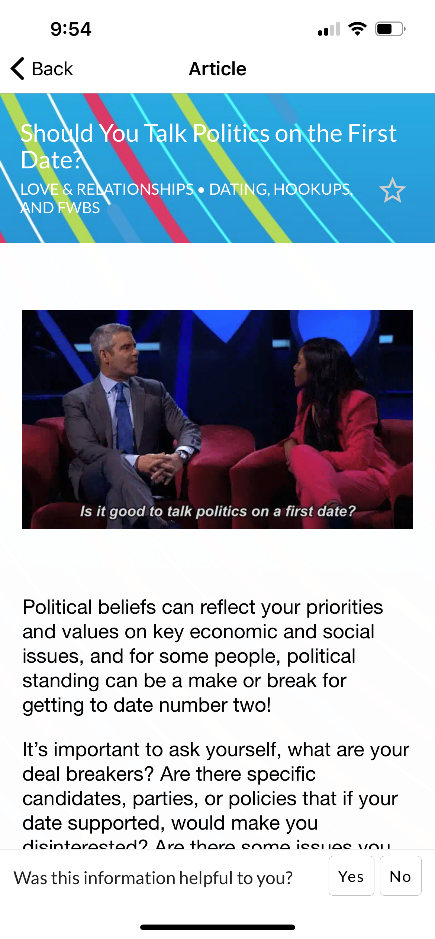 9:54
Back
Article
Should You Talk Politics on the First
Date?
LOVE & RELATIONSHIPS • DATING, HOOKUPS,
AND FWBS
Is it good to talk politics on a first date?
Political beliefs can reflect your priorities
and values on key economic and social
issues, and for some people, political
standing can be a make or break for
getting to date number two!
It’s important to ask yourself, what are your
deal breakers? Are there specific
candidates, parties, or policies that if your
date supported, would make you
disinterested? Are there some issues you
Was this information helpful to you?
Yes
No